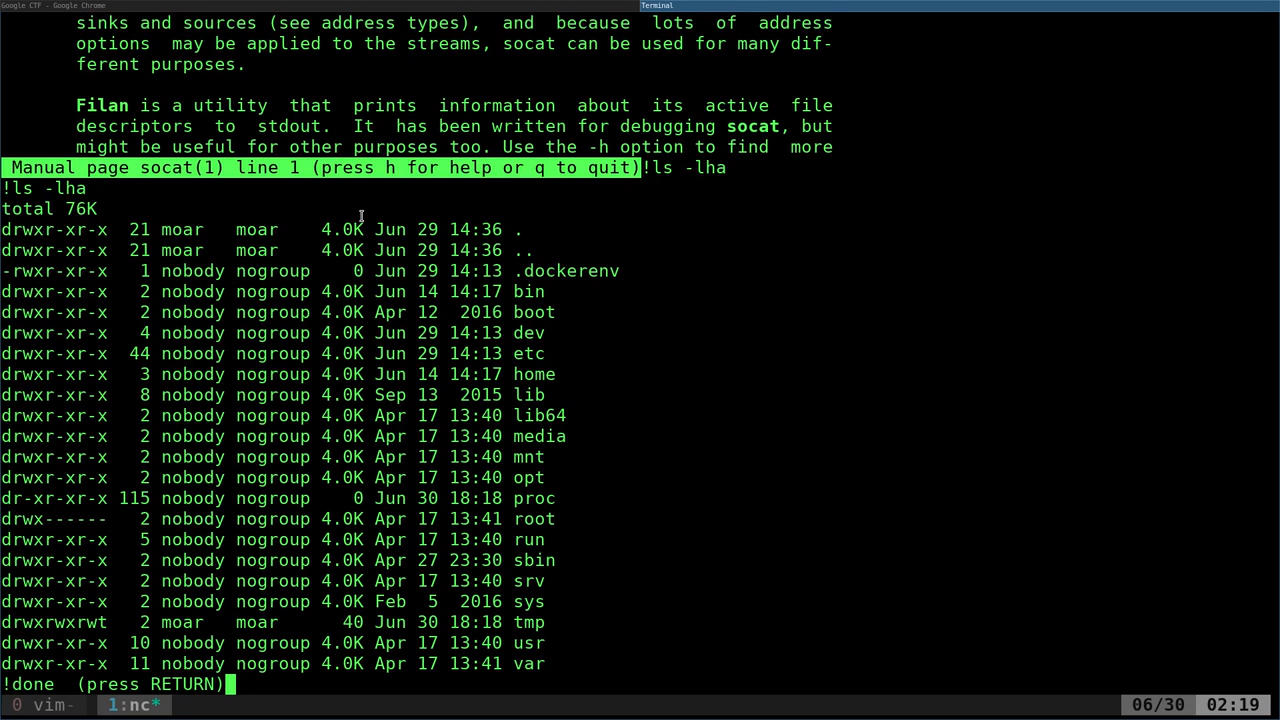 Google CTF - Google Chrome
Terminal
sinks and sources (see address types),  and  because  lots  of  address
options  may be applied to the streams, socat can be used for many dif-
ferent purposes.
Filan is a utility  that  prints  information  about  its  active  file
descriptors  to  stdout.  It  has been written for debugging socat, but
might be useful for other purposes too. Use the -h option to find  more
Manual page socat(1) line 1 (press h for help or q to quit)!ls -lha
!ls -lha
total 76K
drwxr-xr-x  21 moar   moar    4.0K Jun 29 14:36 .
drwxr-xr-x  21 moar   moar    4.0K Jun 29 14:36 ..
-rwxr-xr-x   1 nobody nogroup    0 Jun 29 14:13 .dockerenv
drwxr-xr-x   2 nobody nogroup 4.0K Jun 14 14:17 bin
drwxr-xr-x   2 nobody nogroup 4.0K Apr 12  2016 boot
drwxr-xr-x   4 nobody nogroup 4.0K Jun 29 14:13 dev
drwxr-xr-x  44 nobody nogroup 4.0K Jun 29 14:13 etc
drwxr-xr-x   3 nobody nogroup 4.0K Jun 14 14:17 home
drwxr-xr-x   8 nobody nogroup 4.0K Sep 13  2015 lib
drwxr-xr-x   2 nobody nogroup 4.0K Apr 17 13:40 lib64
drwxr-xr-x   2 nobody nogroup 4.0K Apr 17 13:40 media
drwxr-xr-x   2 nobody nogroup 4.0K Apr 17 13:40 mnt
drwxr-xr-x   2 nobody nogroup 4.0K Apr 17 13:40 opt
dr-xr-xr-x 115 nobody nogroup    0 Jun 30 18:18 proc
drwx------   2 nobody nogroup 4.0K Apr 17 13:41 root
drwxr-xr-x   5 nobody nogroup 4.0K Apr 17 13:40 run
drwxr-xr-x   2 nobody nogroup 4.0K Apr 27 23:30 sbin
drwxr-xr-x   2 nobody nogroup 4.0K Apr 17 13:40 srv
drwxr-xr-x   2 nobody nogroup 4.0K Feb  5  2016 sys
drwxrwxrwt   2 moar   moar      40 Jun 30 18:18 tmp
drwxr-xr-x  10 nobody nogroup 4.0K Apr 17 13:40 usr
drwxr-xr-x  11 nobody nogroup 4.0K Apr 17 13:41 var
!done  (press RETURN)
0 vim-  1:nc*  06/30  02:19